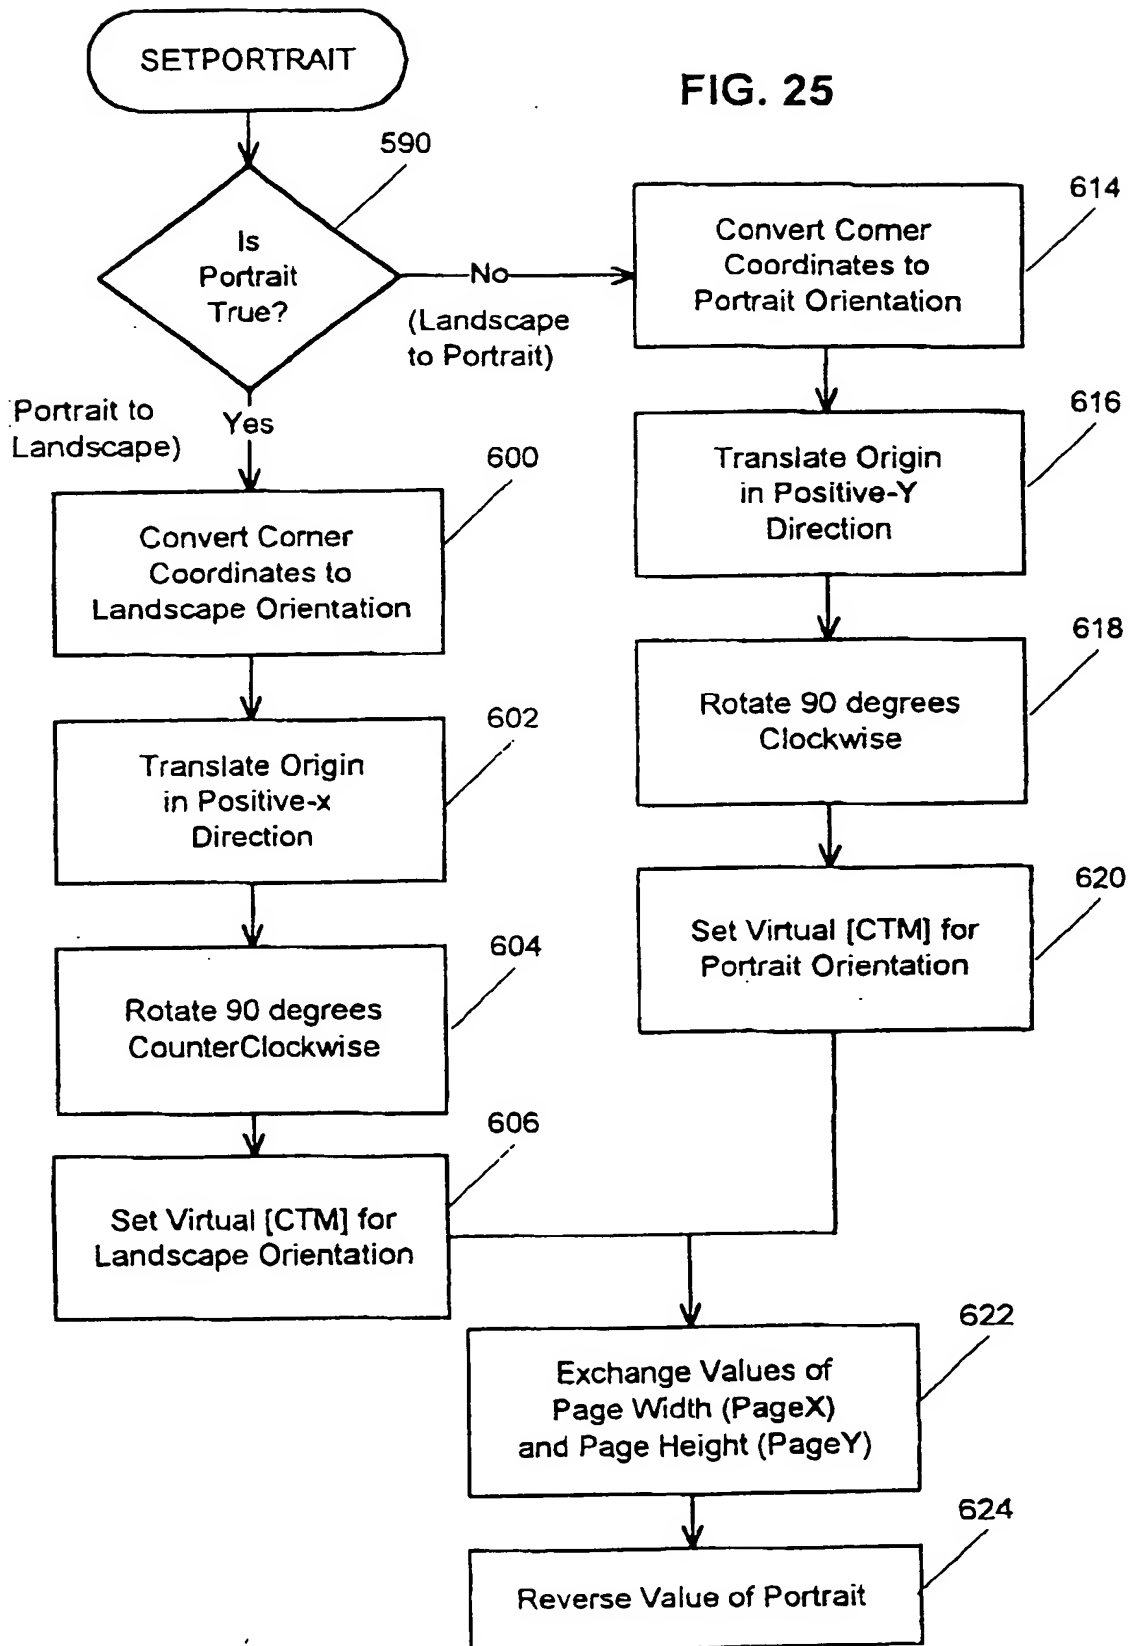 SETPORTRAIT
FIG. 25
590
Is
Portrait
True?
No
(Landscape
to Portrait)
Portrait to
Landscape)
Yes
600
Convert Corner
Coordinates to
Landscape Orientation
602
Translate Origin
in Positive-x
Direction
604
Rotate 90 degrees
CounterClockwise
606
Set Virtual [CTM] for
Landscape Orientation
614
Convert Corner
Coordinates to
Portrait Orientation
616
Translate Origin
in Positive-Y
Direction
618
Rotate 90 degrees
Clockwise
620
Set Virtual [CTM] for
Portrait Orientation
622
Exchange Values of
Page Width (PageX)
and Page Height (PageY)
624
Reverse Value of Portrait